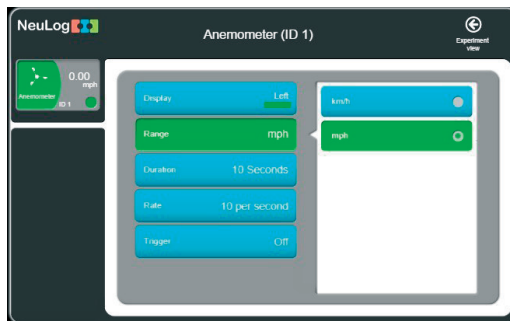 NeuLog
Anemometer (ID 1)
Experiment
view
0.00
mph
Anemometer
ID 1
Display Left
Range mph
Duration 10 Seconds
Rate 10 per second
Trigger Off
km/h
mph